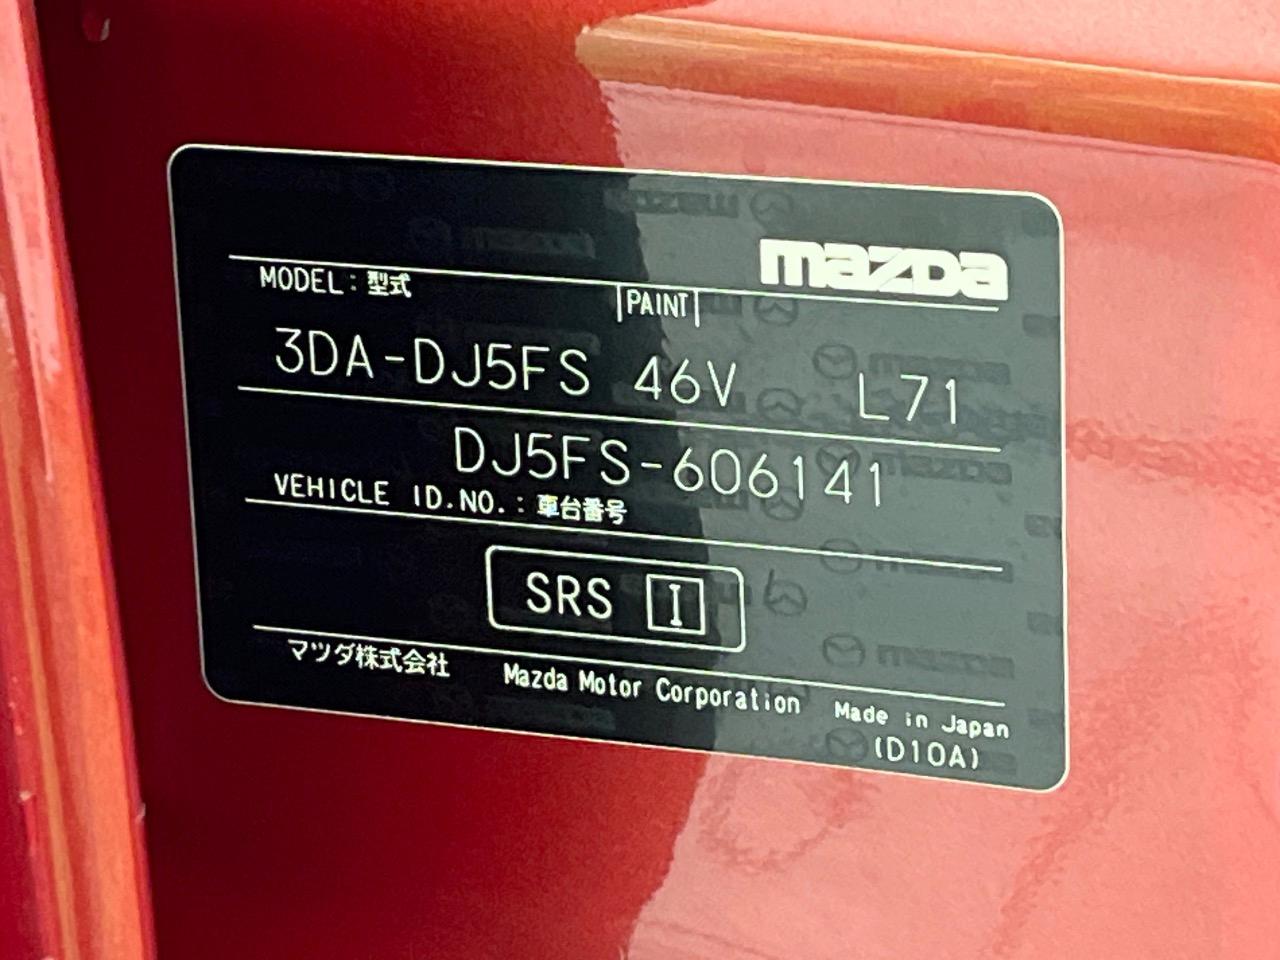 mazda
MODEL：型式 PAINT
3DA-DJ5FS 46V L71
DJ5FS-606141
VEHICLE ID.NO.：車台番号
SRS I
マツダ株式会社 Mazda Motor Corporation Made in Japan
(D10A)